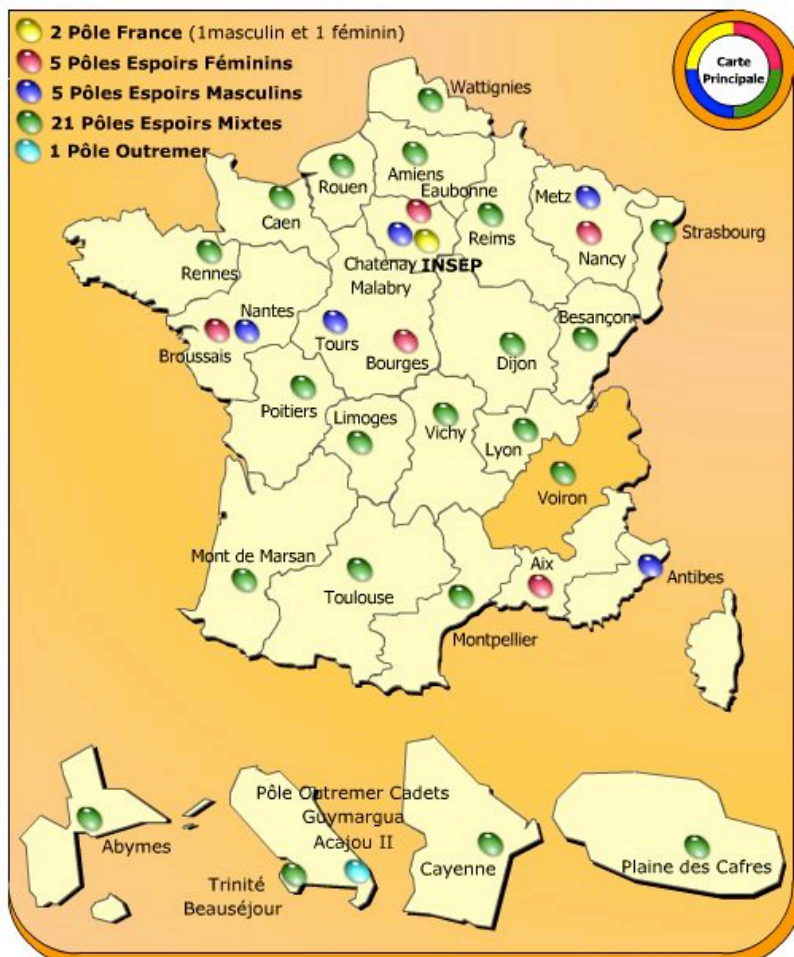 2 Pôle France (1masculin et 1 féminin)
5 Pôles Espoirs Féminins
5 Pôles Espoirs Masculins
21 Pôles Espoirs Mixtes
1 Pôle Outremer
Carte
Principale
Wattignies
Amiens
Rouen
Eaubonne
Caen
Reims
Metz
Nancy
Strasbourg
Rennes
Chatenay
Malabry
INSEP
Nantes
Broussais
Tours
Bourges
Dijon
Besançon
Poitiers
Limoges
Vichy
Lyon
Voiron
Mont de Marsan
Toulouse
Montpellier
Aix
Antibes
Abymes
Pôle Outremer Cadets
Guymargua
Acajou II
Trinité
Beauséjour
Cayenne
Plaine des Cafres